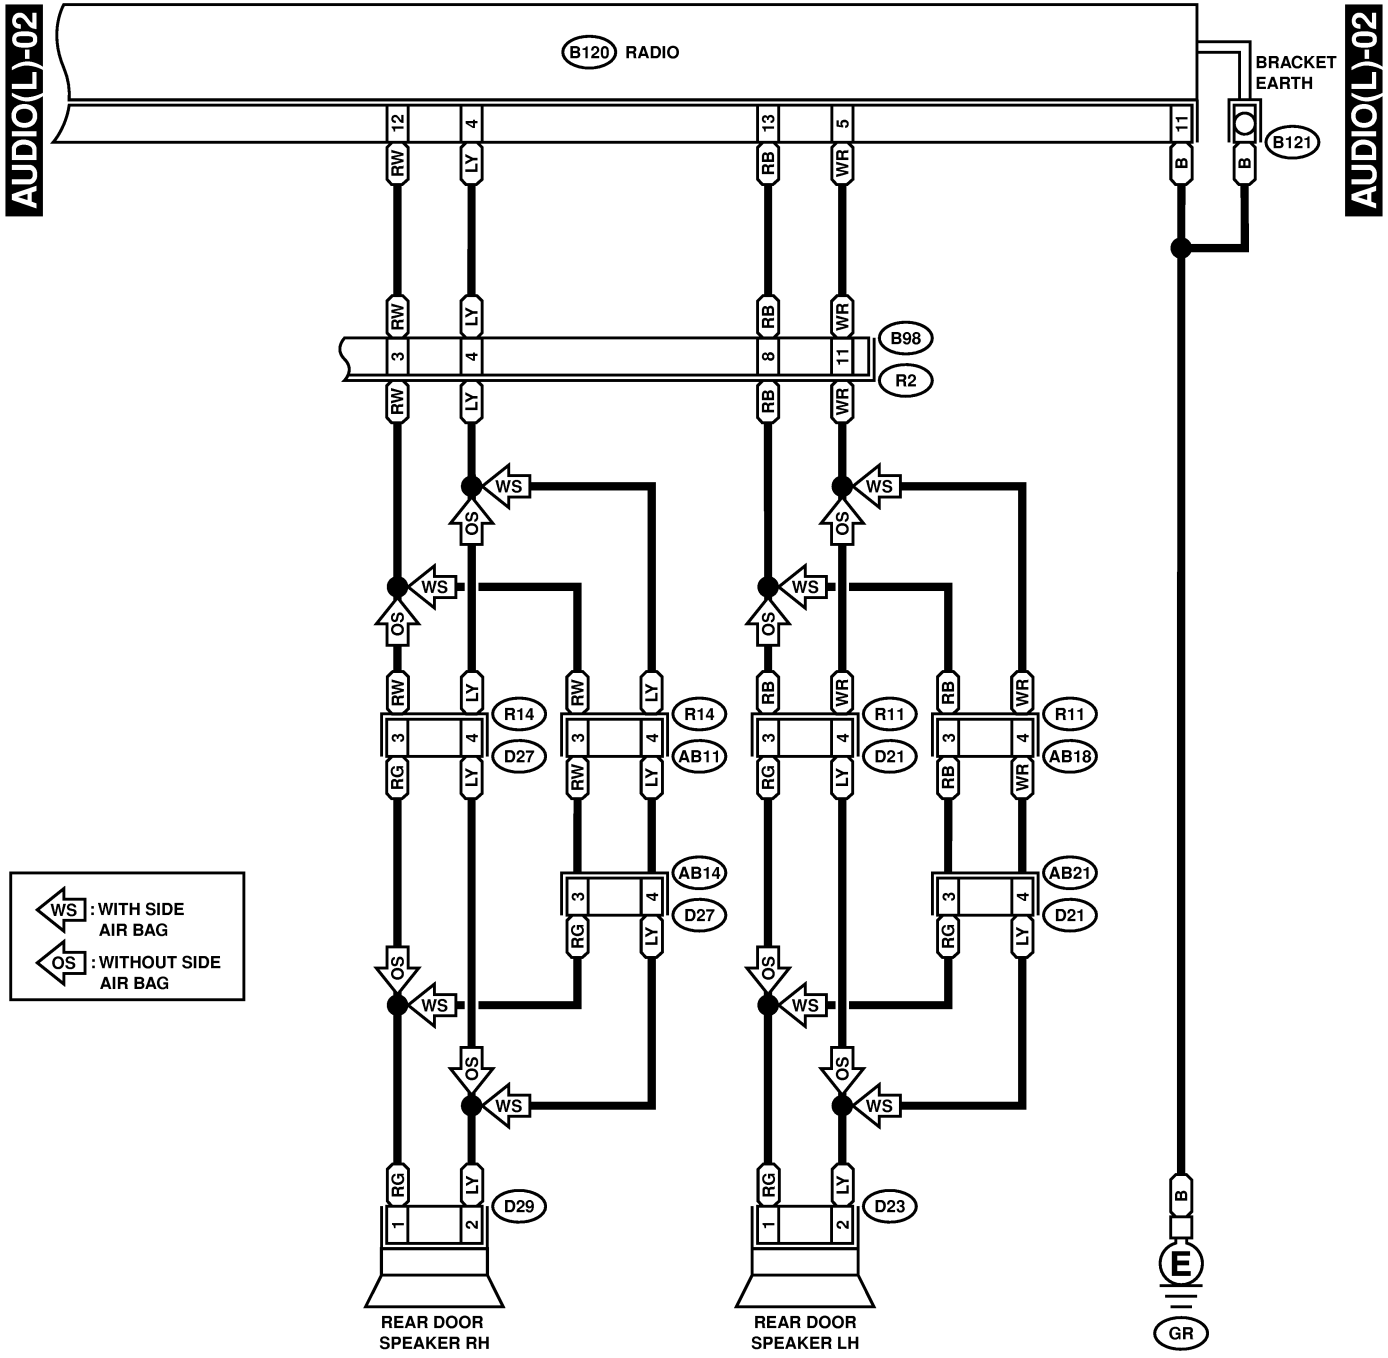 AUDIO(L)-02
AUDIO(L)-02
B120 RADIO
BRACKET
EARTH
12 4 13 5 11
B121
RW LY RB WR B B
RW LY RB WR
B98
3 4 8 11
R2
RW LY RB WR
WS WS
OS OS
WS WS
OS OS
RW LY RW LY RB WR RB WR
R14 R14 R11 R11
3 4 3 4 3 4 3 4
D27 AB11 D21 AB18
RG LY RW LY RG LY RB WR
AB14 AB21
3 4 3 4
D27 D21
RG LY RG LY
WS : WITH SIDE
AIR BAG
OS : WITHOUT SIDE
AIR BAG
OS OS
WS WS
OS OS
WS WS
RG LY RG LY B
D29 D23
1 2 1 2
E
REAR DOOR
SPEAKER RH
REAR DOOR
SPEAKER LH
GR